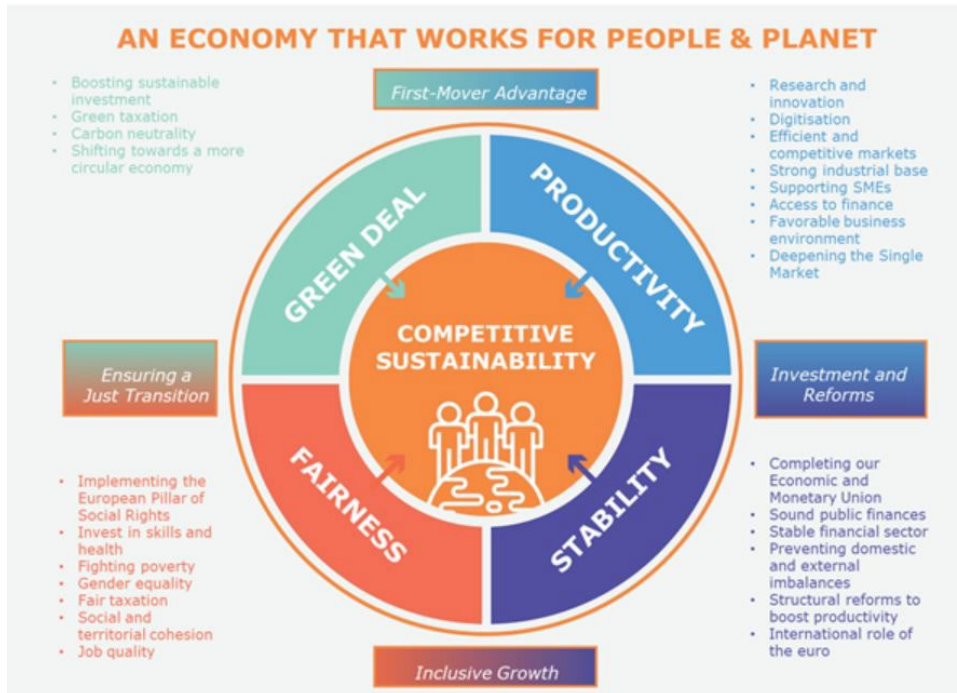 AN ECONOMY THAT WORKS FOR PEOPLE & PLANET
• Boosting sustainable
investment
• Green taxation
• Carbon neutrality
• Shifting towards a more
circular economy
First-Mover Advantage
• Research and
innovation
• Digitisation
• Efficient and
competitive markets
• Strong industrial base
• Supporting SMEs
• Access to finance
• Favorable business
environment
• Deepening the Single
Market
GREEN DEAL
PRODUCTIVITY
COMPETITIVE
SUSTAINABILITY
Ensuring a
Just Transition
Investment and
Reforms
FAIRNESS
STABILITY
• Implementing the
European Pillar of
Social Rights
• Invest in skills and
health
• Fighting poverty
• Gender equality
• Fair taxation
• Social and
territorial cohesion
• Job quality
• Completing our
Economic and
Monetary Union
• Sound public finances
• Stable financial sector
• Preventing domestic
and external
imbalances
• Structural reforms to
boost productivity
• International role of
the euro
Inclusive Growth